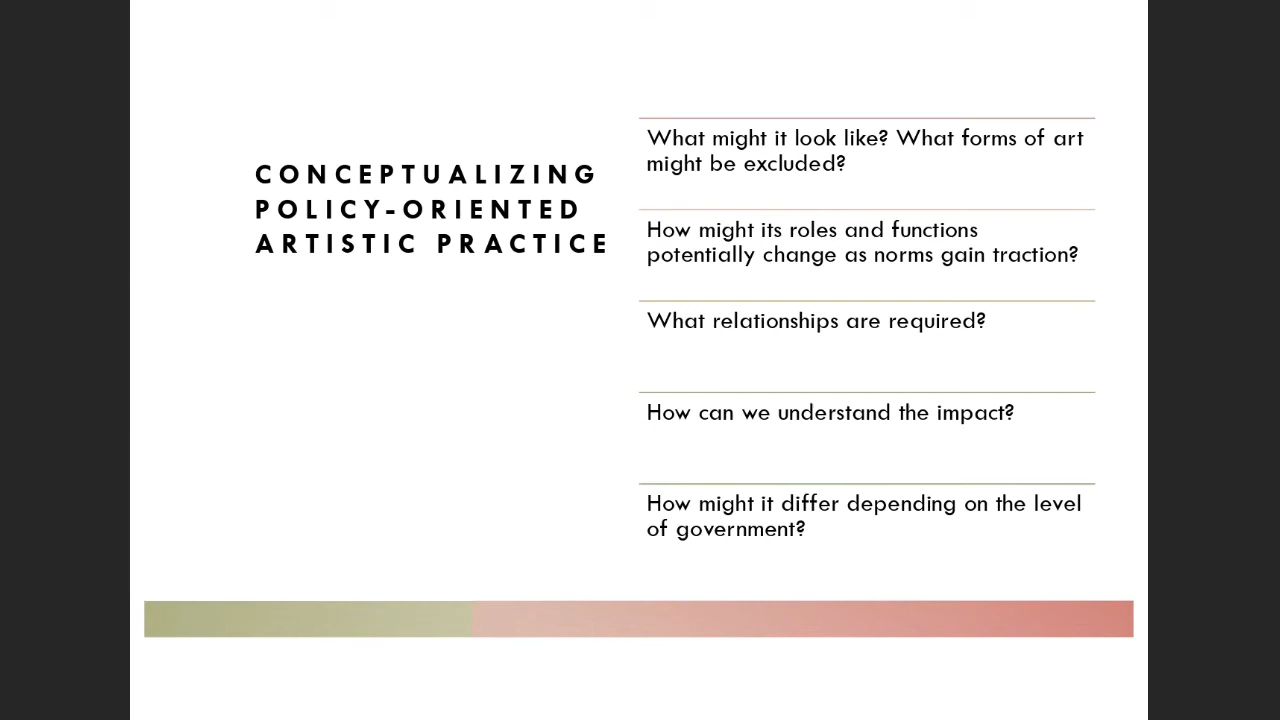 CONCEPTUALIZING
POLICY-ORIENTED
ARTISTIC PRACTICE
What might it look like? What forms of art
might be excluded?
How might its roles and functions
potentially change as norms gain traction?
What relationships are required?
How can we understand the impact?
How might it differ depending on the level
of government?